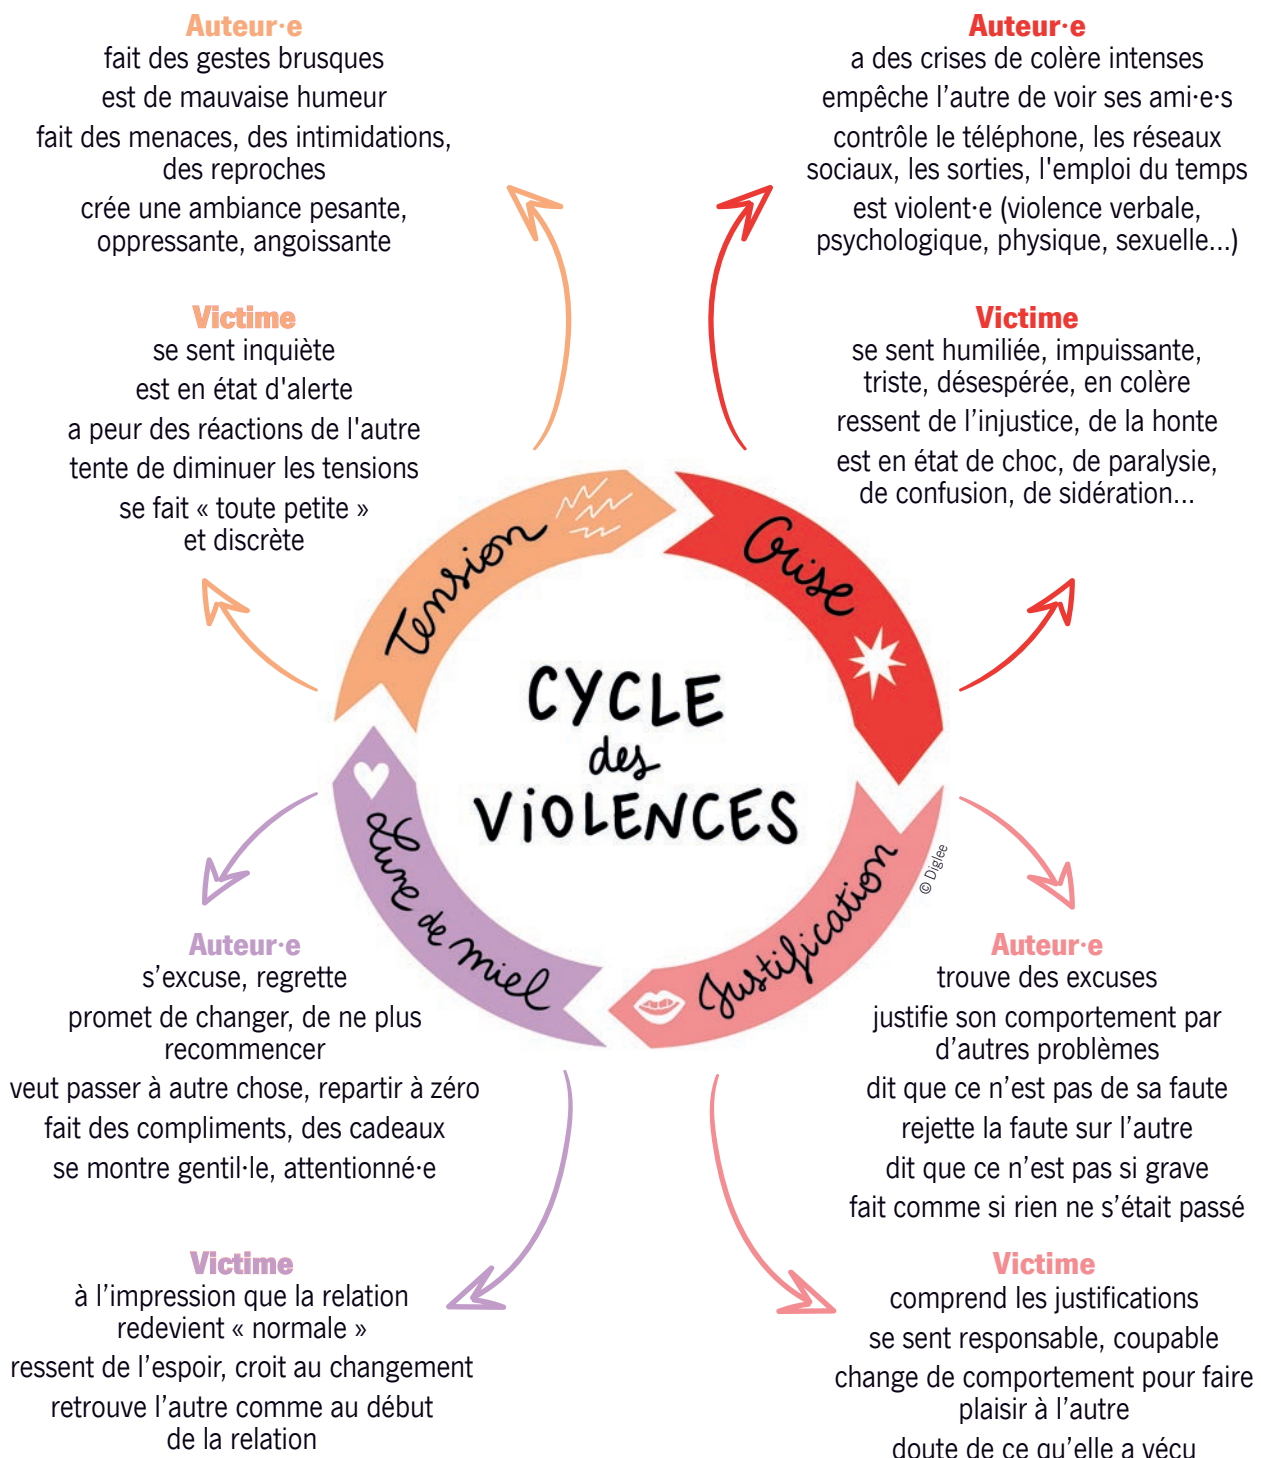 Auteur·e
fait des gestes brusques
est de mauvaise humeur
fait des menaces, des intimidations,
des reproches
crée une ambiance pesante,
oppressante, angoissante
Victime
se sent inquiète
est en état d'alerte
a peur des réactions de l'autre
tente de diminuer les tensions
se fait « toute petite »
et discrète
Auteur·e
a des crises de colère intenses
empêche l’autre de voir ses ami·e·s
contrôle le téléphone, les réseaux
sociaux, les sorties, l'emploi du temps
est violent·e (violence verbale,
psychologique, physique, sexuelle...)
Victime
se sent humiliée, impuissante,
triste, désespérée, en colère
ressent de l’injustice, de la honte
est en état de choc, de paralysie,
de confusion, de sidération...
Tension
Crise
CYCLE
des
VIOLENCES
Lune de miel
Justification
© Diglee
Auteur·e
s’excuse, regrette
promet de changer, de ne plus
recommencer
veut passer à autre chose, repartir à zéro
fait des compliments, des cadeaux
se montre gentil·le, attentionné·e
Victime
à l’impression que la relation
redevient « normale »
ressent de l’espoir, croit au changement
retrouve l’autre comme au début
de la relation
Auteur·e
trouve des excuses
justifie son comportement par
d’autres problèmes
dit que ce n’est pas de sa faute
rejette la faute sur l’autre
dit que ce n’est pas si grave
fait comme si rien ne s’était passé
Victime
comprend les justifications
se sent responsable, coupable
change de comportement pour faire
plaisir à l’autre
doute de ce qu’elle a vécu